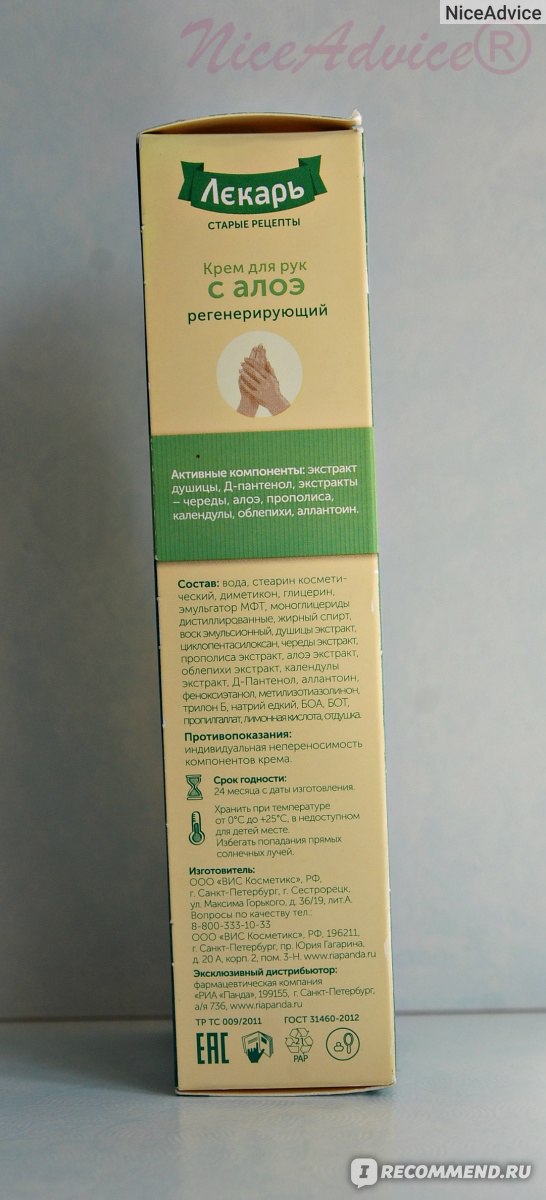 NiceAdvice
NiceAdvice®
Лєкарь
СТАРЫЕ РЕЦЕПТЫ
Крем для рук
с алоэ
регенерирующий
Активные компоненты: экстракт
душицы, Д-пантенол, экстракты
– череды, алоэ, прополиса,
календулы, облепихи, аллантоин.
Состав: вода, стеарин космети-
ческий, диметикон, глицерин,
эмульгатор МФТ, моноглицериды
дистиллированные, жирный спирт,
воск эмульсионный, душицы экстракт,
циклопентасилоксан, череды экстракт,
прополиса экстракт, алоэ экстракт,
облепихи экстракт, календулы
экстракт, Д-Пантенол, аллантоин,
феноксиэтанол, метилизотиазолинон,
трилон Б, натрий едкий, БОА, БОТ,
пропилгаллат, лимонная кислота, отдушка.
Противопоказания:
индивидуальная непереносимость
компонентов крема.
Срок годности:
24 месяца с даты изготовления.
Хранить при температуре
от 0°С до +25°С, в недоступном
для детей месте.
Избегать попадания прямых
солнечных лучей.
Изготовитель:
ООО «ВИС Косметикс», РФ,
г. Санкт-Петербург, г. Сестрорецк,
ул. Максима Горького, д. 36/19, лит.А.
Вопросы по качеству тел.:
8-800-333-10-33
ООО «ВИС Косметикс», РФ, 196211,
г. Санкт-Петербург, пр. Юрия Гагарина,
д. 20 А, корп. 2, пом. 3-Н. www.riapanda.ru
Эксклюзивный дистрибьютор:
фармацевтическая компания
«РИА «Панда», 199155, г. Санкт-Петербург,
а/я 736, www.riapanda.ru
ТР ТС 009/2011 ГОСТ 31460-2012
ЕАС 21
PAP
I RECOMMEND.RU